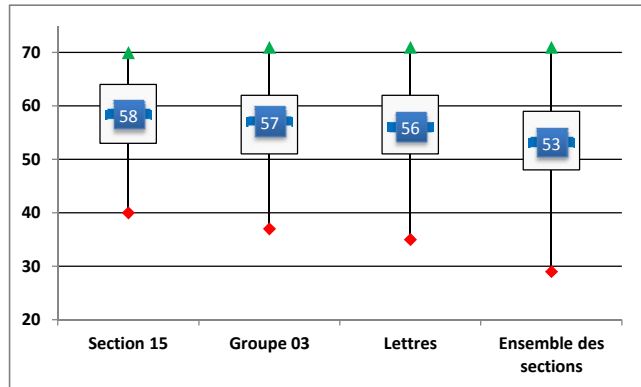 70
60
50
40
30
20
58
57
56
53
Section 15
Groupe 03
Lettres
Ensemble des
sections